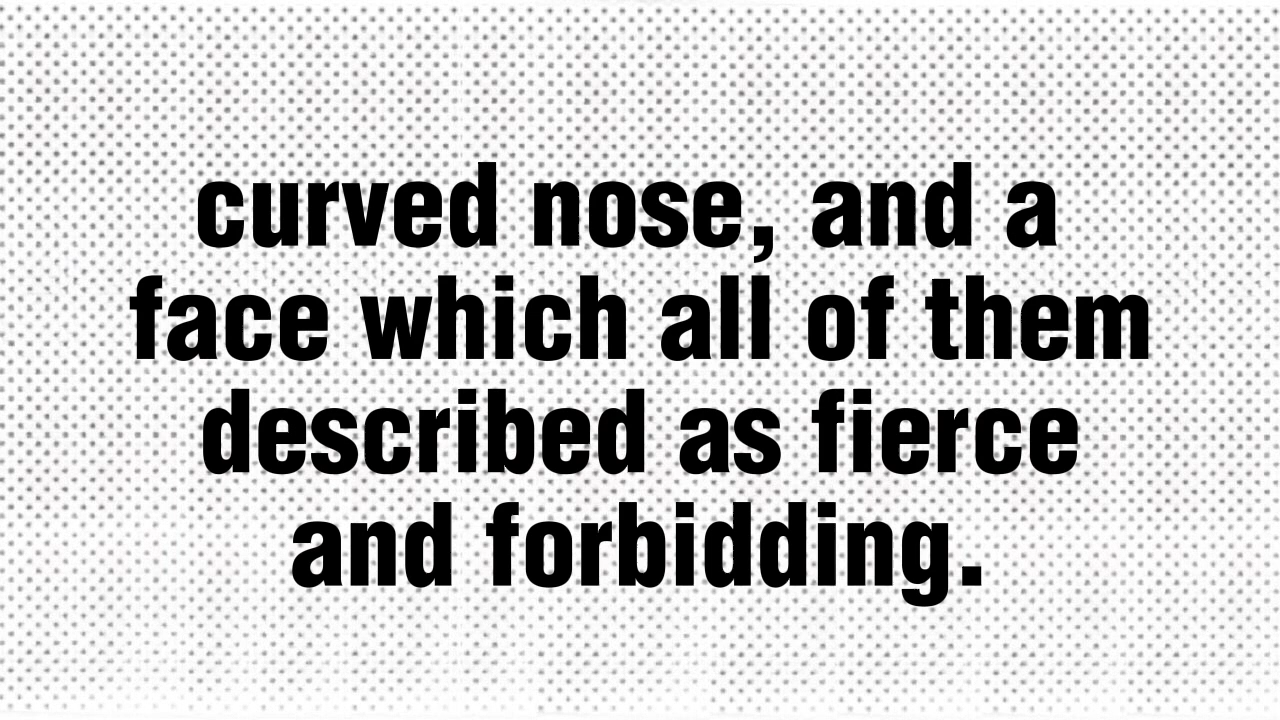 curved nose, and a
face which all of them
described as fierce
and forbidding.